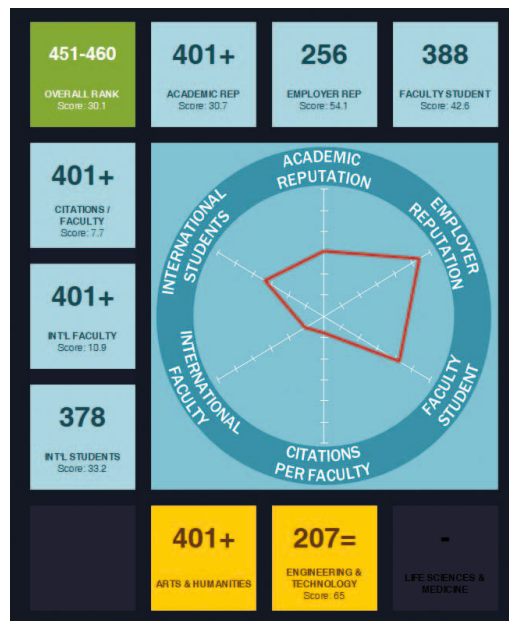 451-460
OVERALL RANK
Score: 30.1
401+
ACADEMIC REP
Score: 30.7
256
EMPLOYER REP
Score: 54.1
388
FACULTY STUDENT
Score: 42.6
401+
CITATIONS /
FACULTY
Score: 7.7
401+
INT'L FACULTY
Score: 10.9
378
INT'L STUDENTS
Score: 33.2
ACADEMIC
REPUTATION
EMPLOYER
REPUTATION
FACULTY
STUDENT
CITATIONS
PER FACULTY
INTERNATIONAL
FACULTY
INTERNATIONAL
STUDENTS
401+
ARTS & HUMANITIES
207=
ENGINEERING &
TECHNOLOGY
Score: 65
-
LIFE SCIENCES &
MEDICINE